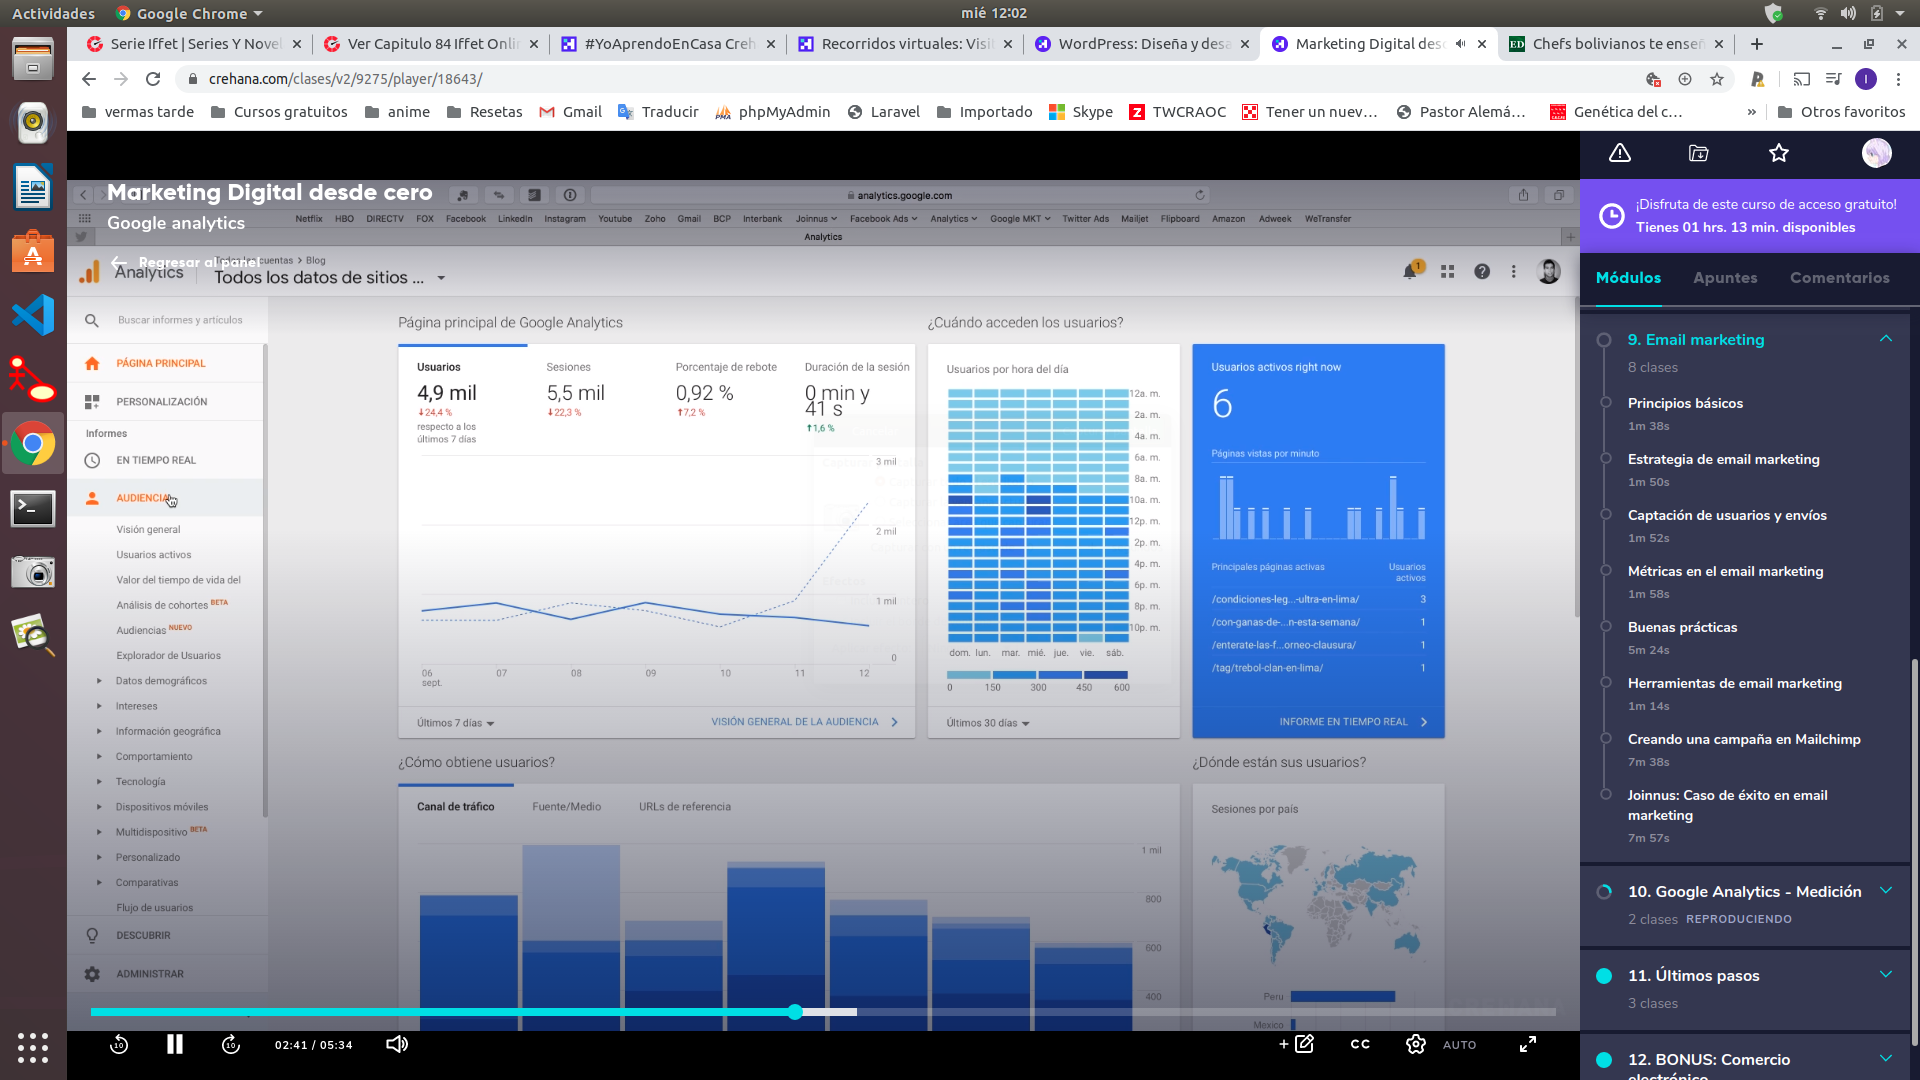 Actividades
Google Chrome
mié 12:02
Serie Iffet | Series Y Novel
Ver Capitulo 84 Iffet Onli
#YoAprendoEnCasa Creh
Recorridos virtuales: Visi
WordPress: Diseña y desa
Marketing Digital desd
Chefs bolivianos te enseñ
crehana.com/clases/v2/9275/player/18643/
vermas tarde
Cursos gratuitos
anime
Resetas
Gmail
Traducir
phpMyAdmin
Laravel
Importado
Skype
TWCRAOC
Tener un nuev...
Pastor Alemá...
Genética del c...
»
Otros favoritos
Marketing Digital desde cero
Google analytics
Regresar al panel
analytics.google.com
Netflix HBO DIRECTV FOX Facebook LinkedIn Instagram Youtube Zoho Gmail BCP Interbank Joinnus Facebook Ads Analytics Google MKT Twitter Ads Mailjet Flipboard Amazon Adweek WeTransfer
Analytics
Analytics
cuentas > Blog
Todos los datos de sitios ...
1
Buscar informes y artículos
PÁGINA PRINCIPAL
PERSONALIZACIÓN
Informes
EN TIEMPO REAL
AUDIENCIA
Visión general
Usuarios activos
Valor del tiempo de vida del
Análisis de cohortes BETA
Audiencias NUEVO
Explorador de Usuarios
Datos demográficos
Intereses
Información geográfica
Comportamiento
Tecnología
Dispositivos móviles
Multidispositivo BETA
Personalizado
Comparativas
Flujo de usuarios
DESCUBRIR
ADMINISTRAR
Página principal de Google Analytics
Usuarios
4,9 mil
24,4 %
respecto a los
últimos 7 días
Sesiones
5,5 mil
22,3 %
Porcentaje de rebote
0,92 %
7,2 %
Duración de la sesión
0 min y
41 s
1,6 %
3 mil
2 mil
1 mil
0
06
sept.
07
08
09
10
11
12
Últimos 7 días
VISIÓN GENERAL DE LA AUDIENCIA
¿Cuándo acceden los usuarios?
Usuarios por hora del día
12a. m.
2a. m.
4a. m.
6a. m.
8a. m.
10a. m.
12p. m.
2p. m.
4p. m.
6p. m.
8p. m.
10p. m.
dom. lun. mar. mié. jue. vie. sáb.
0 150 300 450 600
Últimos 30 días
Usuarios activos right now
6
Páginas vistas por minuto
Principales páginas activas
Usuarios
activos
/condiciones-leg...-ultra-en-lima/ 3
/con-ganas-de-...n-esta-semana/ 1
/enterate-las-f...orneo-clausura/ 1
/tag/trebol-clan-en-lima/ 1
INFORME EN TIEMPO REAL
¿Cómo obtiene usuarios?
Canal de tráfico
Fuente/Medio
URLs de referencia
1 mil
800
600
400
¿Dónde están sus usuarios?
Sesiones por país
Peru
Mexico
10
10
02:41 / 05:34
+
CC
AUTO
¡Disfruta de este curso de acceso gratuito!
Tienes 01 hrs. 13 min. disponibles
Módulos
Apuntes
Comentarios
9. Email marketing
8 clases
Principios básicos
1m 38s
Estrategia de email marketing
1m 50s
Captación de usuarios y envíos
1m 52s
Métricas en el email marketing
1m 58s
Buenas prácticas
5m 24s
Herramientas de email marketing
1m 14s
Creando una campaña en Mailchimp
7m 38s
Joinnus: Caso de éxito en email
marketing
7m 57s
10. Google Analytics - Medición
2 clases REPRODUCIENDO
11. Últimos pasos
3 clases
12. BONUS: Comercio
electrónico